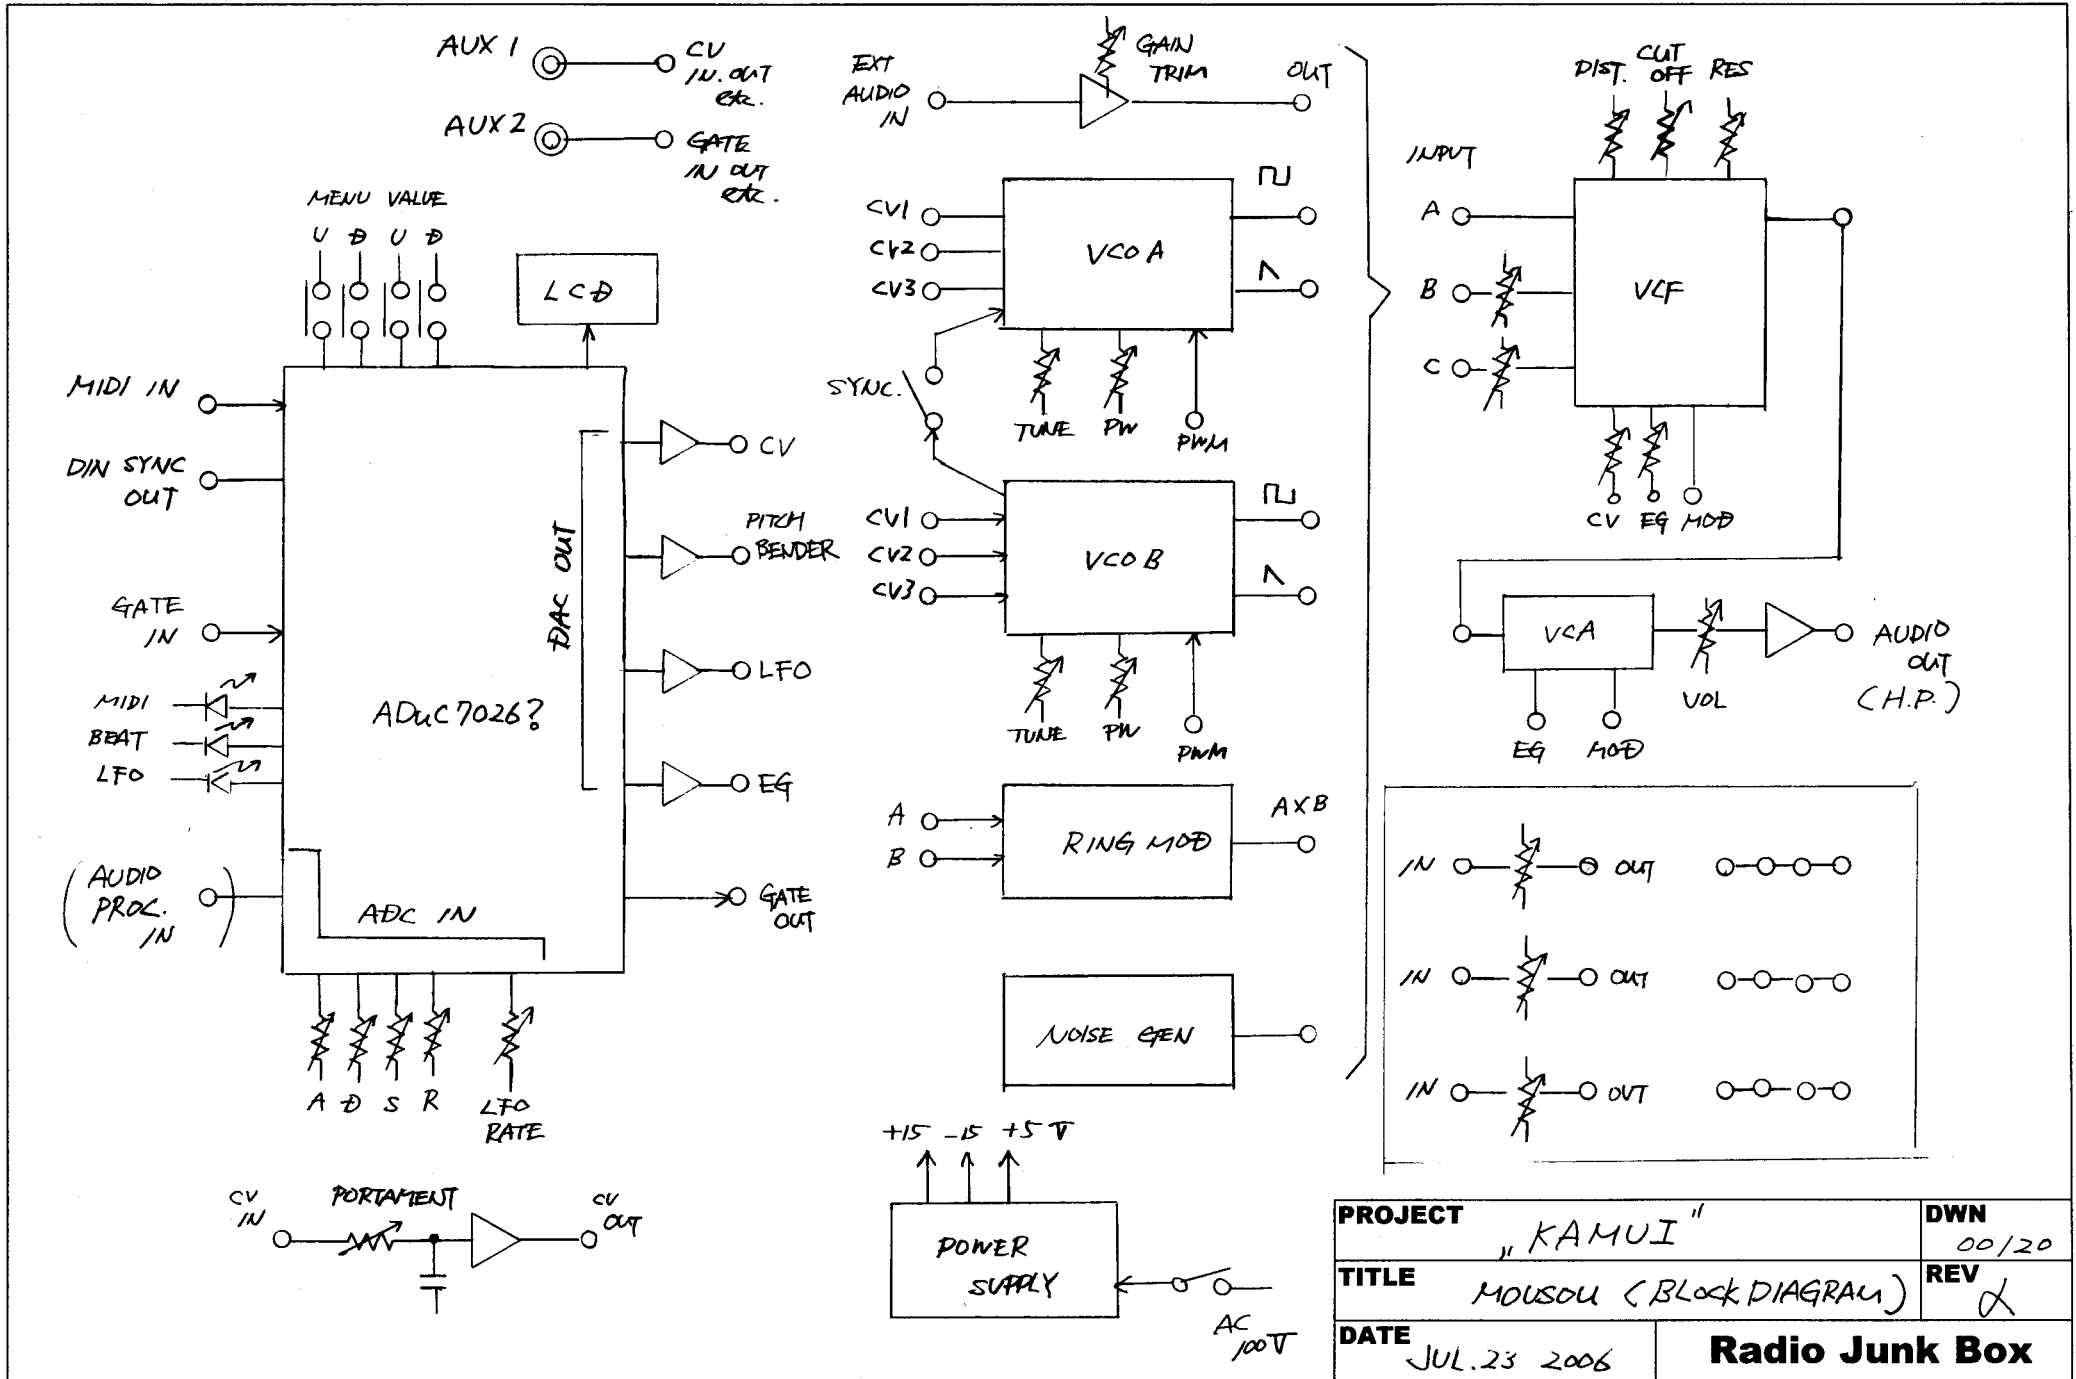 AUX 1
CV
IN.OUT
etc.
AUX 2
GATE
IN OUT
etc.
MENU VALUE
U D U D
LCD
MIDI IN
DIN SYNC
OUT
GATE
IN
MIDI
BEAT
LFO
(AUDIO
PROC.
IN)
ADuC7026?
DAC OUT
ADC IN
CV
PITCH
BENDER
LFO
EG
GATE
OUT
A D S R
LFO
RATE
CV
IN
PORTAMENT
CV
OUT
EXT
AUDIO
IN
GAIN
TRIM
OUT
CV1
CV2
CV3
VCO A
TUNE PW PWM
SYNC.
CV1
CV2
CV3
VCO B
TUNE PW PWM
A
B
RING MOD
AXB
NOISE GEN
+15 -15 +5V
POWER
SUPPLY
AC
100V
DIST. CUT
OFF RES
INPUT
A
B
C
VCF
CV EG MOD
VCA
EG MOD
VOL
AUDIO
OUT
(H.P.)
IN OUT
IN OUT
IN OUT
PROJECT "KAMUI"
DWN 00/20
TITLE MOUSOU (BLOCK DIAGRAM)
REV α
DATE JUL.23 2006
Radio Junk Box